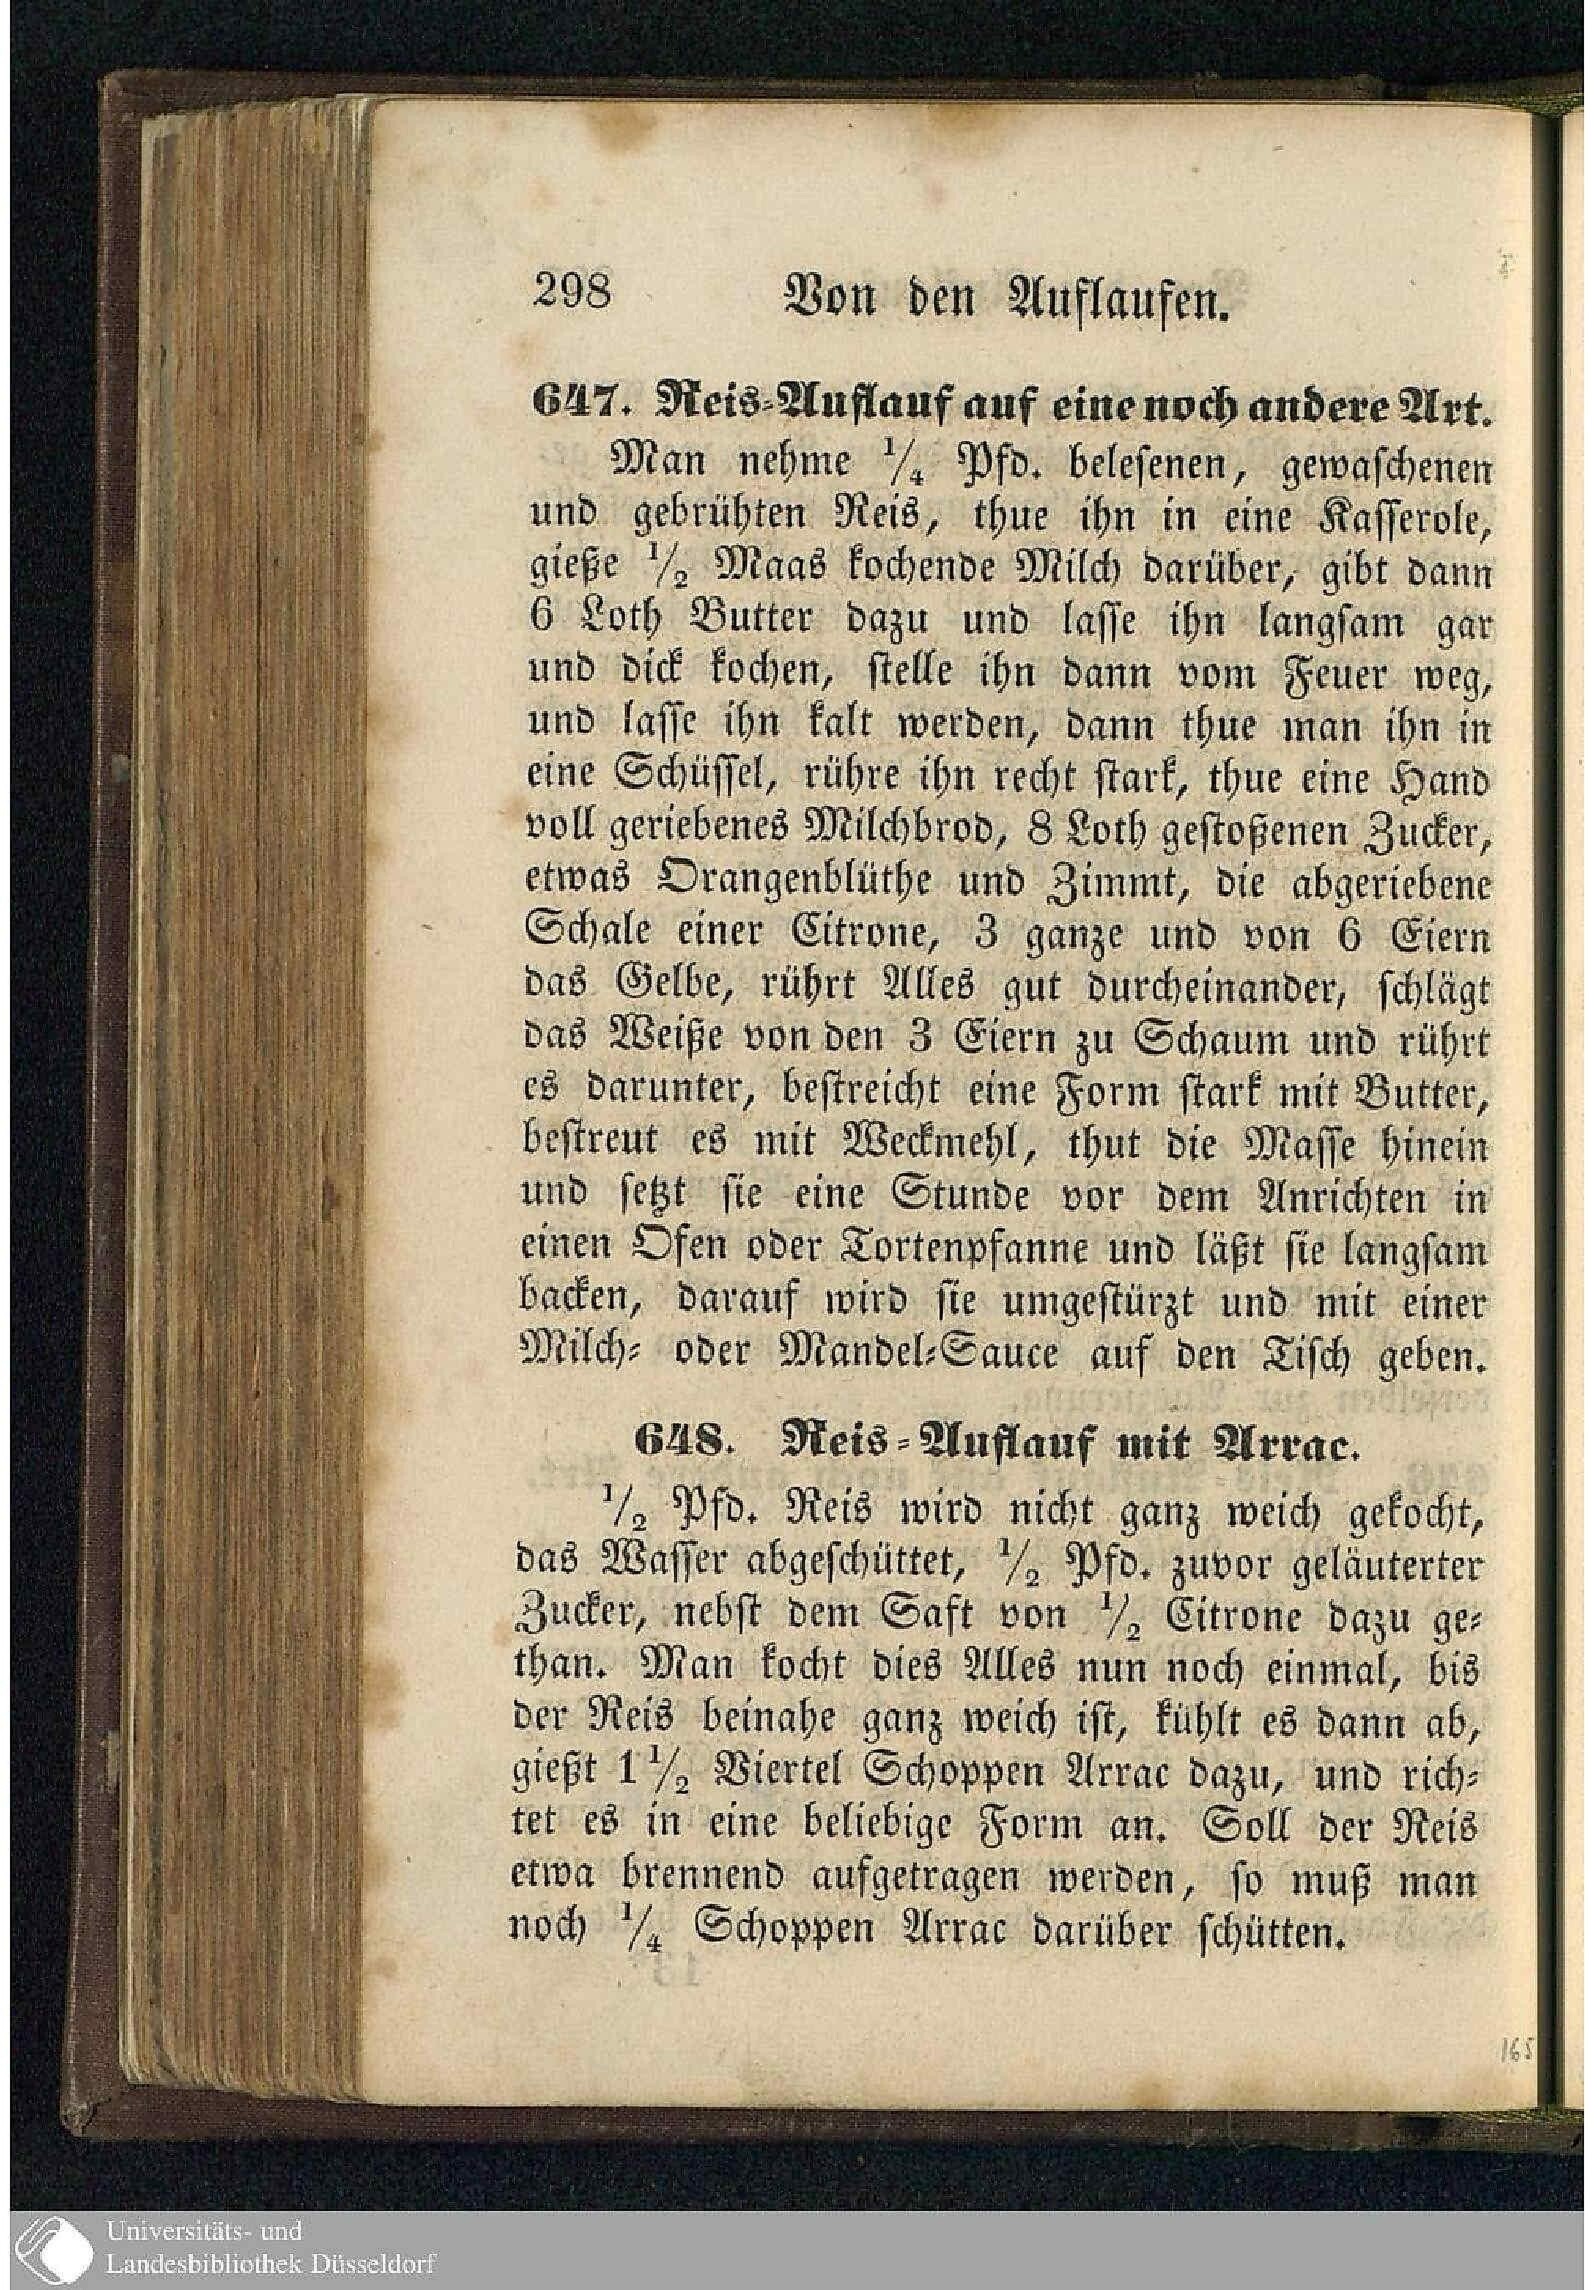 298 Von den Auflaufen.
647. Reis-Auflauf auf eine noch andere Art.
Man nehme 1/4 Pfd. belesenen, gewaschenen
und gebrühten Reis, thue ihn in eine Kasserole,
gieße 1/2 Maas kochende Milch darüber, gibt dann
6 Loth Butter dazu und lasse ihn langsam gar
und dick kochen, stelle ihn dann vom Feuer weg,
und lasse ihn kalt werden, dann thue man ihn in
eine Schüssel, rühre ihn recht stark, thue eine Hand
voll geriebenes Milchbrod, 8 Loth gestoßenen Zucker,
etwas Orangenblüthe und Zimmt, die abgeriebene
Schale einer Citrone, 3 ganze und von 6 Eiern
das Gelbe, rührt Alles gut durcheinander, schlägt
das Weiße von den 3 Eiern zu Schaum und rührt
es darunter, bestreicht eine Form stark mit Butter,
bestreut es mit Weckmehl, thut die Masse hinein
und setzt sie eine Stunde vor dem Anrichten in
einen Ofen oder Tortenpfanne und läßt sie langsam
backen, darauf wird sie umgestürzt und mit einer
Milch- oder Mandel-Sauce auf den Tisch geben.
648. Reis-Auflauf mit Arrac.
1/2 Pfd. Reis wird nicht ganz weich gekocht,
das Wasser abgeschüttet, 1/2 Pfd. zuvor geläuterter
Zucker, nebst dem Saft von 1/2 Citrone dazu ge-
than. Man kocht dies Alles nun noch einmal, bis
der Reis beinahe ganz weich ist, kühlt es dann ab,
gießt 1 1/2 Viertel Schoppen Arrac dazu, und rich-
tet es in eine beliebige Form an. Soll der Reis
etwa brennend aufgetragen werden, so muß man
noch 1/4 Schoppen Arrac darüber schütten.
165
Universitäts- und
Landesbibliothek Düsseldorf